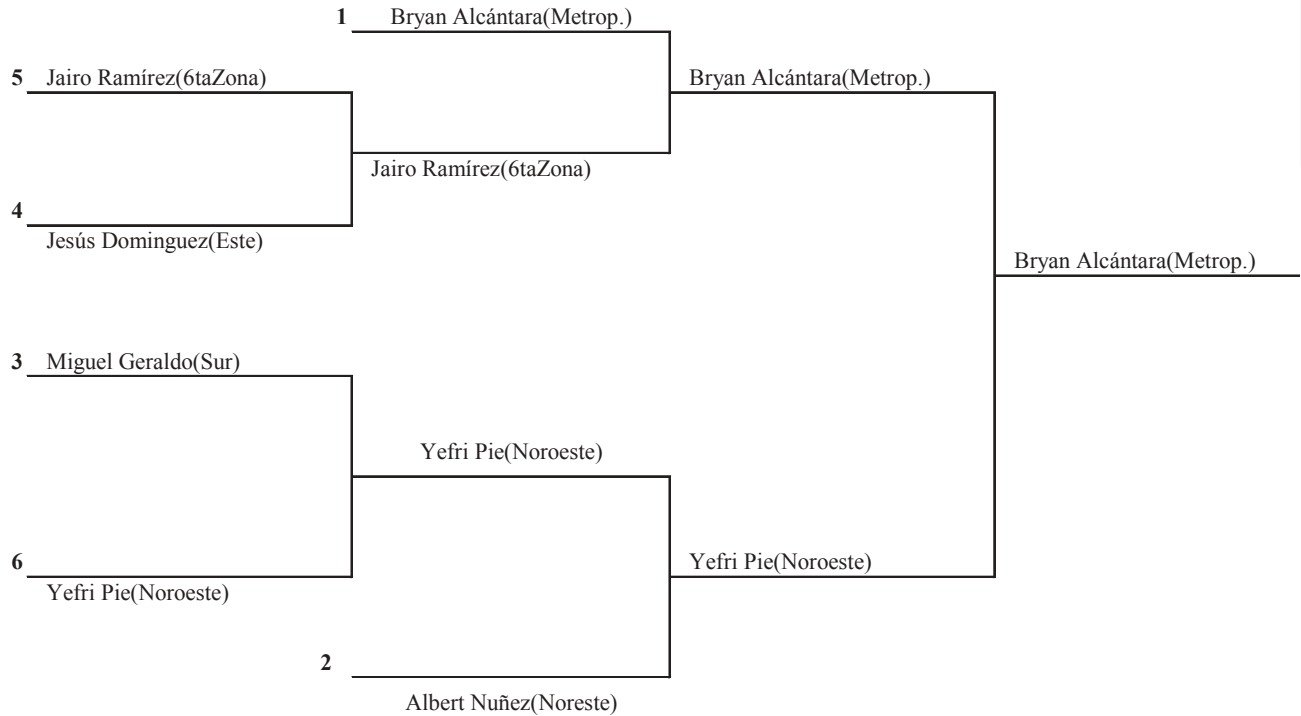 1 Bryan Alcántara(Metrop.)
5 Jairo Ramírez(6taZona)
Bryan Alcántara(Metrop.)
Jairo Ramírez(6taZona)
4
Jesús Dominguez(Este)
Bryan Alcántara(Metrop.)
3 Miguel Geraldo(Sur)
Yefri Pie(Noroeste)
6
Yefri Pie(Noroeste)
Yefri Pie(Noroeste)
2
Albert Nuñez(Noreste)